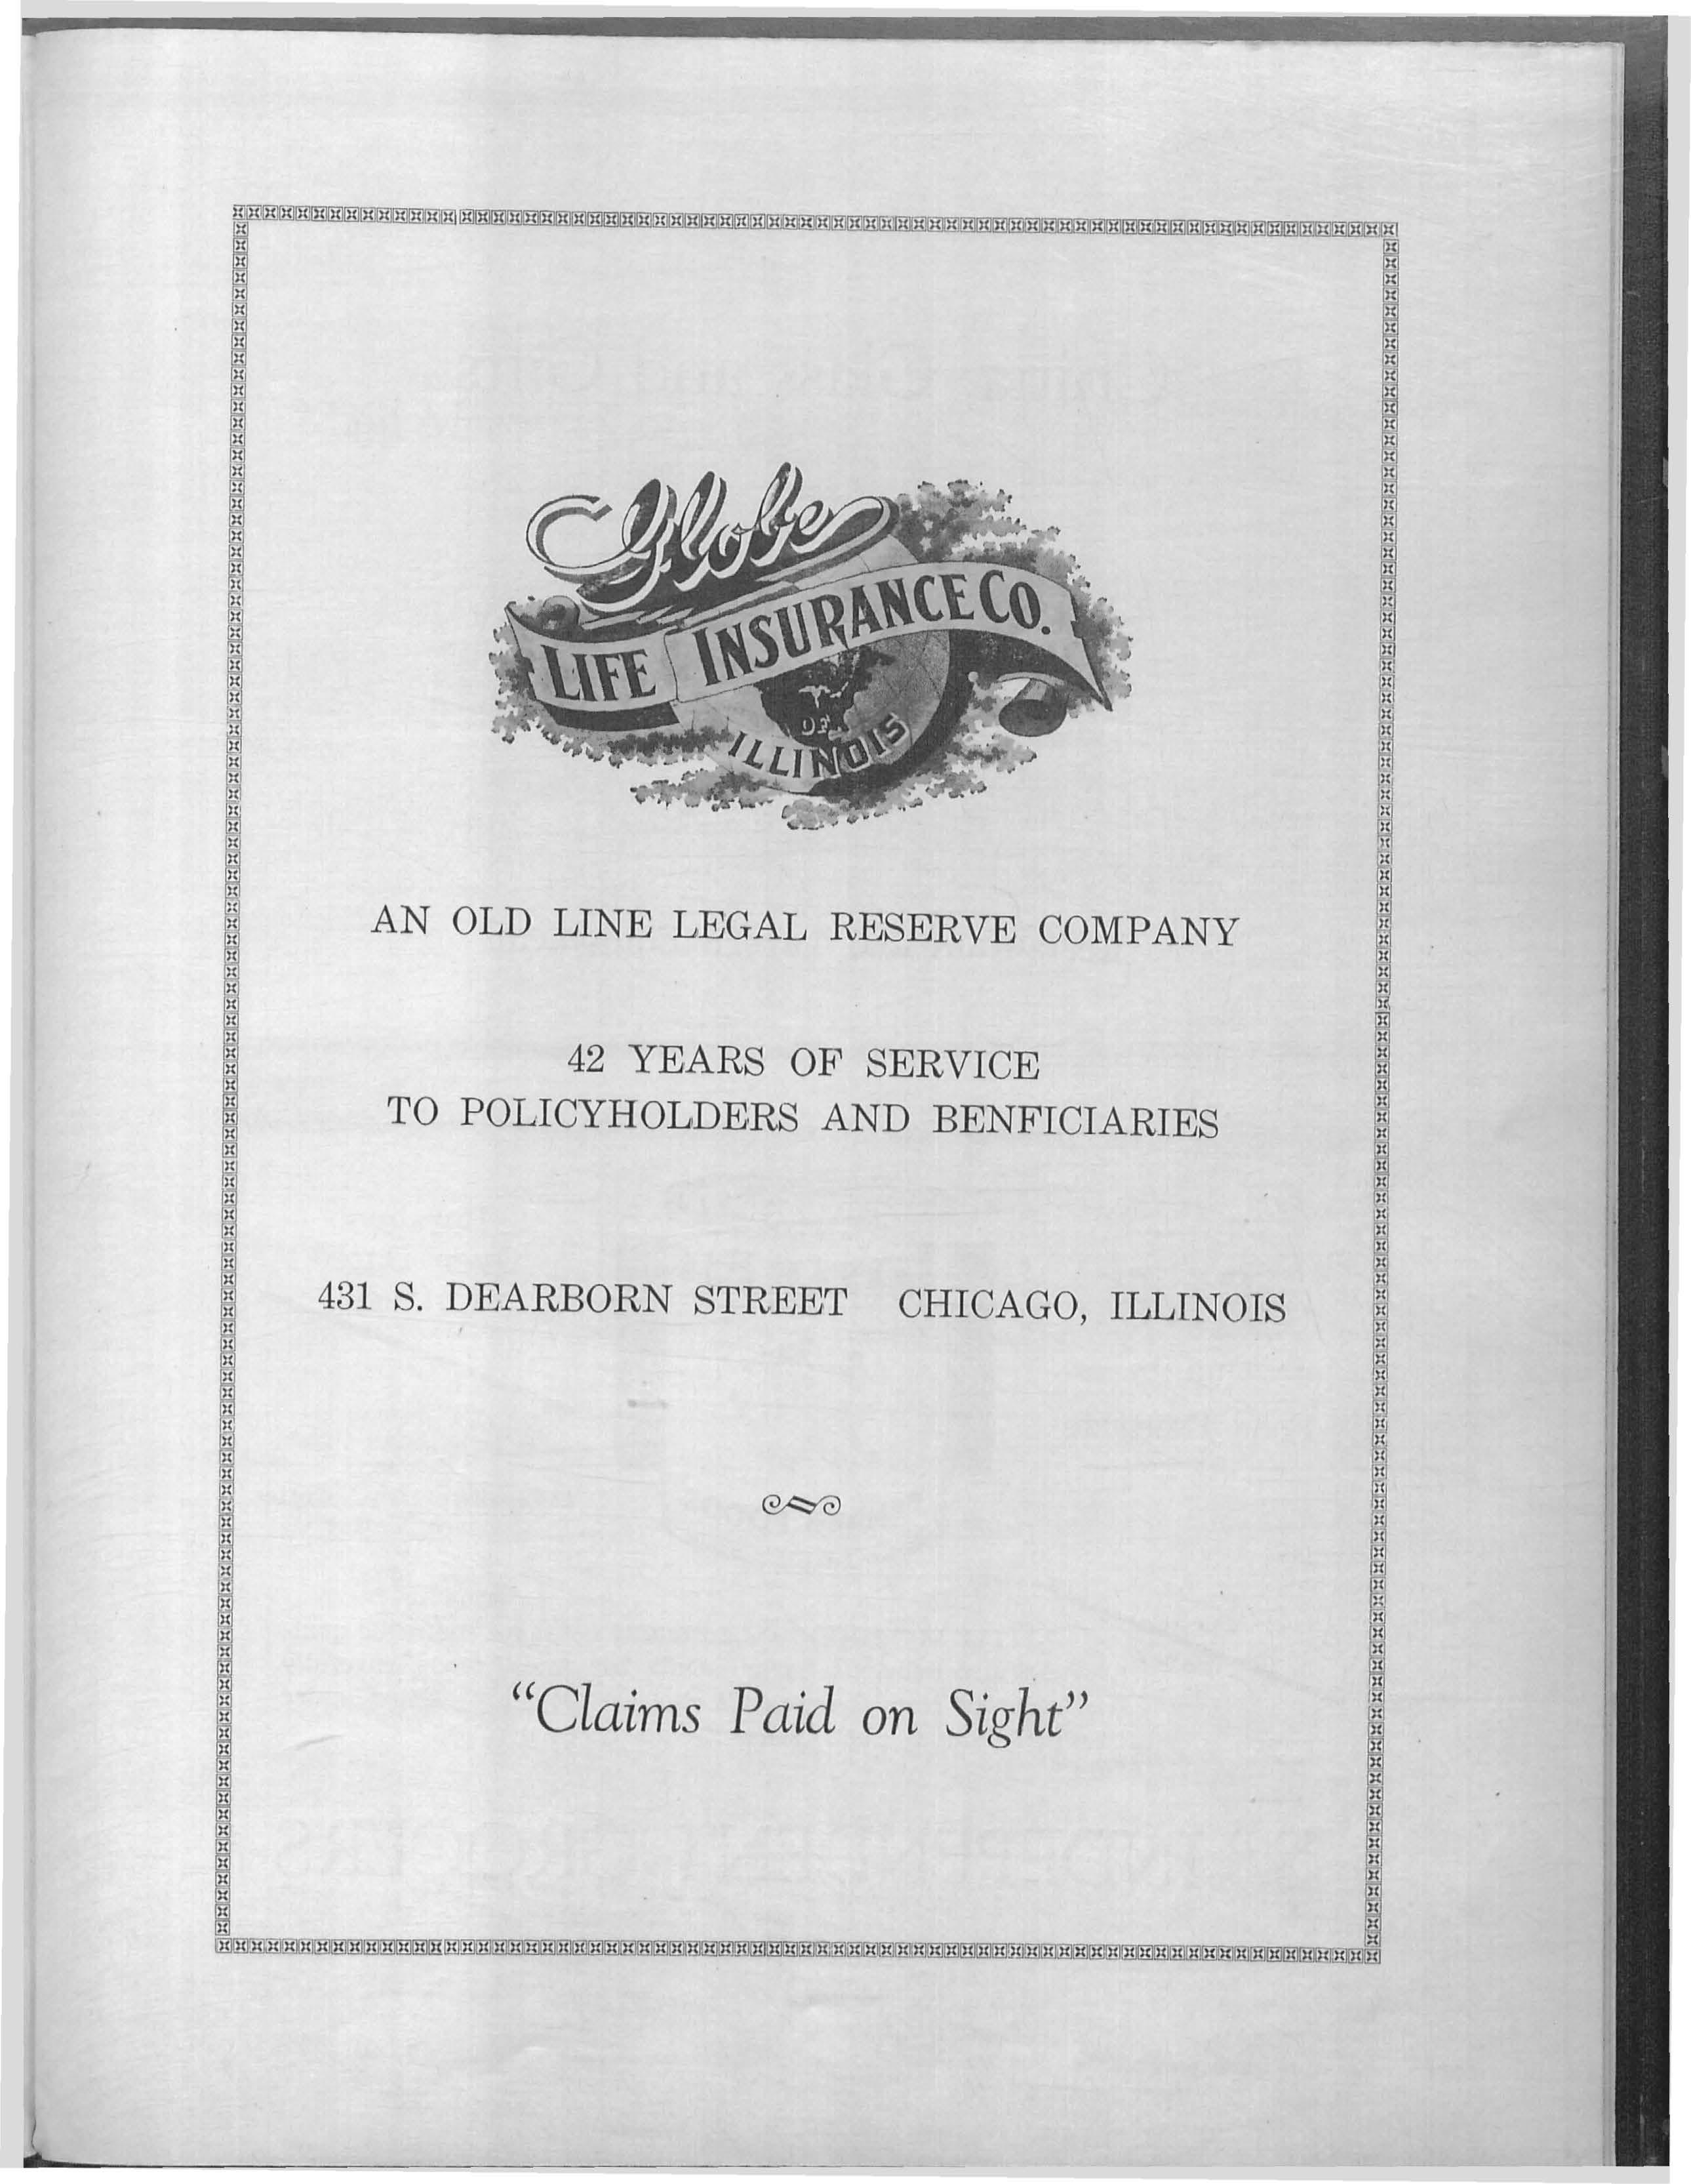 Globe
LIFE INSURANCE CO.
OF
ILLINOIS
AN OLD LINE LEGAL RESERVE COMPANY
42 YEARS OF SERVICE
TO POLICYHOLDERS AND BENFICIARIES
431 S. DEARBORN STREET CHICAGO, ILLINOIS
"Claims Paid on Sight"